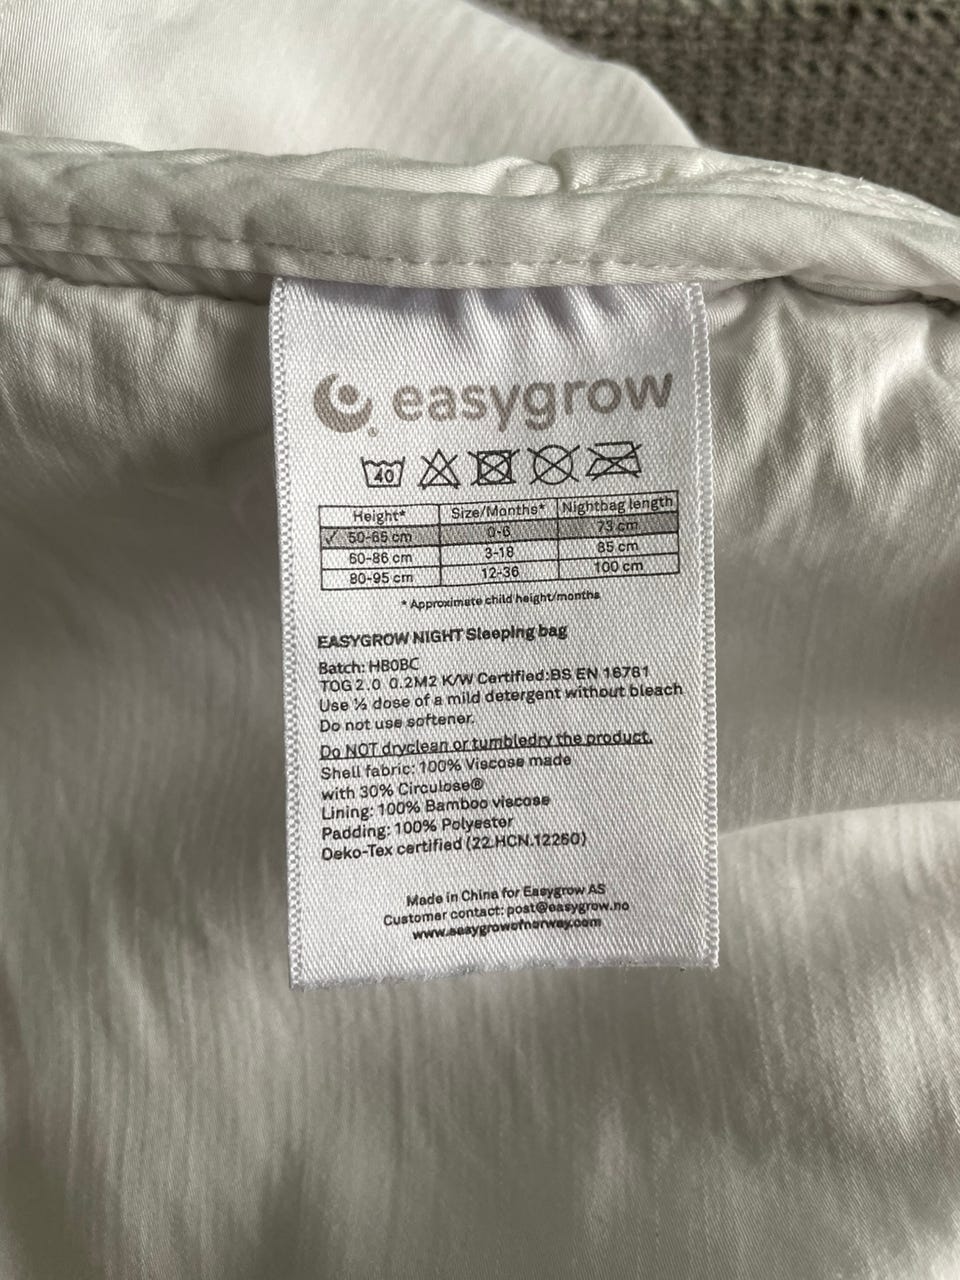 easygrow
40
Height* Size/Months* Nightbag length
✓ 50-65 cm 0-6 73 cm
60-86 cm 3-18 85 cm
80-95 cm 12-36 100 cm
* Approximate child height/months
EASYGROW NIGHT Sleeping bag
Batch: HB0BC
TOG 2.0 0.2M2 K/W Certified:BS EN 16781
Use ½ dose of a mild detergent without bleach
Do not use softener.
Do NOT dryclean or tumbledry the product.
Shell fabric: 100% Viscose made
with 30% Circulose®
Lining: 100% Bamboo viscose
Padding: 100% Polyester
Oeko-Tex certified (22.HCN.12260)
Made in China for Easygrow AS
Customer contact: post@easygrow.no
www.easygrowofnorway.com